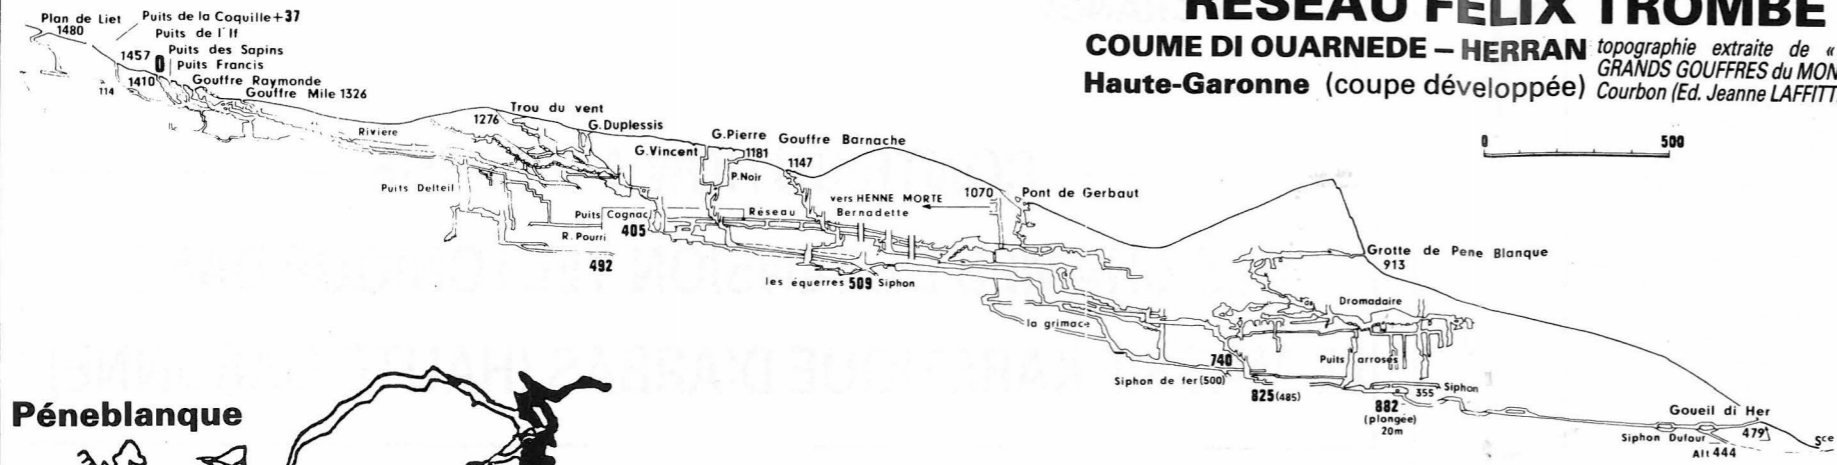 RESEAU FELIX TROMBE
COUME DI OUARNEDE – HERRAN
Haute-Garonne (coupe développée)
topographie extraite de «
GRANDS GOUFFRES du MON
Courbon (Ed. Jeanne LAFFITT
0 500
Plan de Liet
1480
Puits de la Coquille +37
Puits de l'If
Puits des Sapins
1457 0
Puits Francis
1410
114
Gouffre Raymonde
Gouffre Mile 1326
Riviere
1276
Trou du vent
G.Duplessis
G.Vincent
G.Pierre
1181
Gouffre Barnache
1147
P.Noir
Puits Delteil
Puits Cognac
405
R.Pourri
492
Réseau
Bernadette
vers HENNE MORTE
1070
Pont de Gerbaut
les équerres 509 Siphon
la grimace
Grotte de Pene Blanque
913
Dromadaire
740
Puits arrosés
Siphon de fer (500)
825 (485)
355
Siphon
882
(plongée)
20m
Goueil di Her
479
Siphon Dufour
Alt 444
Sce
Péneblanque